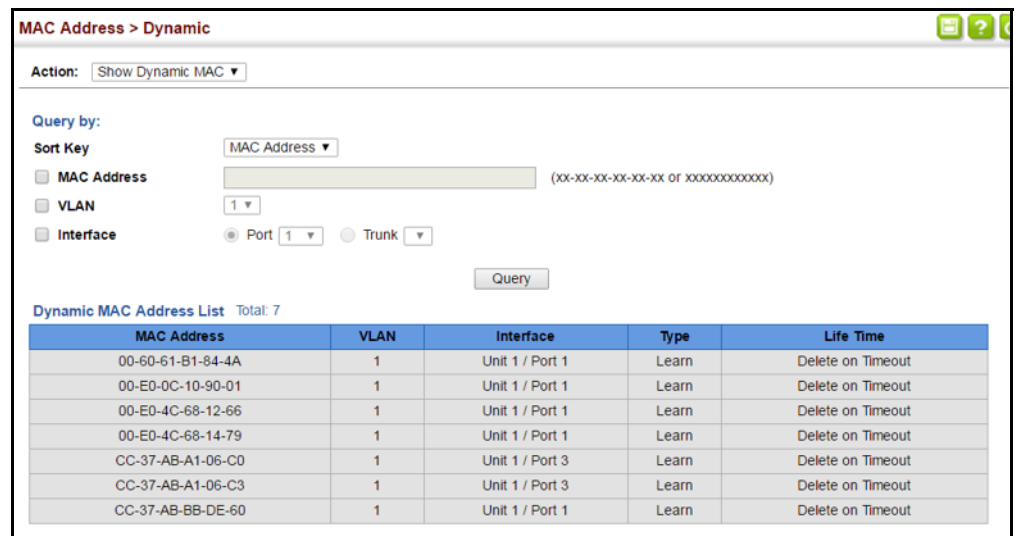 MAC Address > Dynamic
?
Action: Show Dynamic MAC
Query by:
Sort Key MAC Address
MAC Address (xx-xx-xx-xx-xx-xx or xxxxxxxxxxxx)
VLAN 1
Interface Port 1 Trunk
Query
Dynamic MAC Address List Total: 7
MAC Address VLAN Interface Type Life Time
00-60-61-B1-84-4A 1 Unit 1 / Port 1 Learn Delete on Timeout
00-E0-0C-10-90-01 1 Unit 1 / Port 1 Learn Delete on Timeout
00-E0-4C-68-12-66 1 Unit 1 / Port 1 Learn Delete on Timeout
00-E0-4C-68-14-79 1 Unit 1 / Port 1 Learn Delete on Timeout
CC-37-AB-A1-06-C0 1 Unit 1 / Port 3 Learn Delete on Timeout
CC-37-AB-A1-06-C3 1 Unit 1 / Port 3 Learn Delete on Timeout
CC-37-AB-BB-DE-60 1 Unit 1 / Port 1 Learn Delete on Timeout